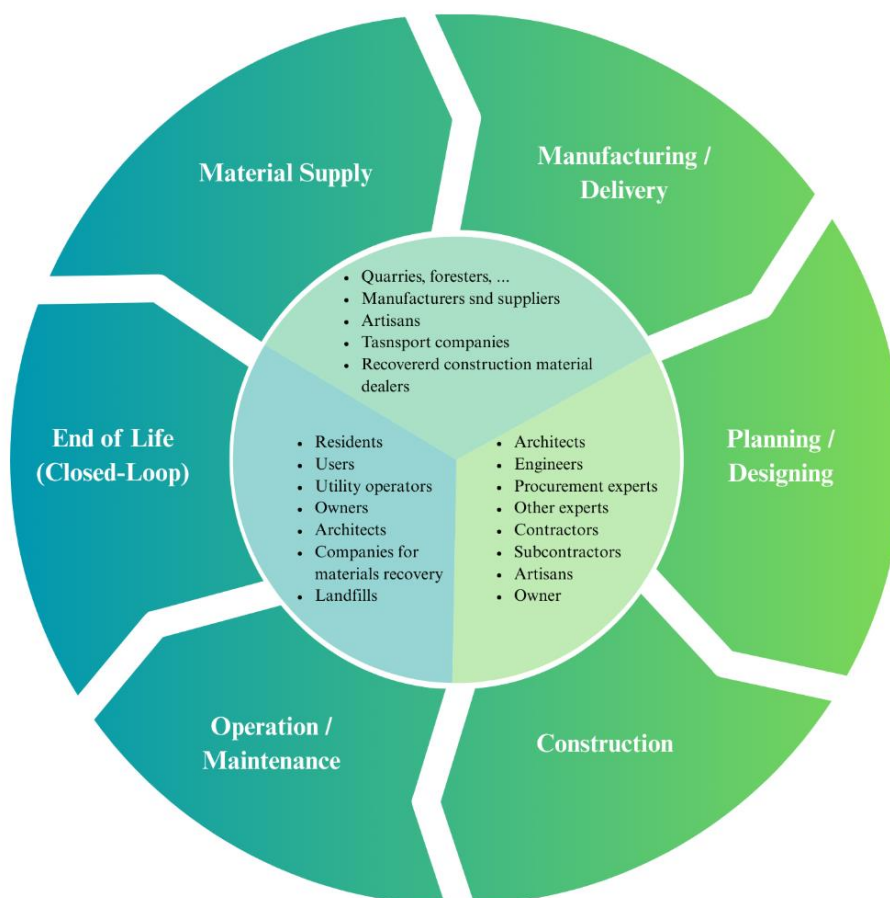 Material Supply
Manufacturing /
Delivery
• Quarries, foresters, ...
• Manufacturers snd suppliers
• Artisans
• Tasnsport companies
• Recovererd construction material
dealers
End of Life
(Closed-Loop)
• Residents
• Users
• Utility operators
• Owners
• Architects
• Companies for
materials recovery
• Landfills
• Architects
• Engineers
• Procurement experts
• Other experts
• Contractors
• Subcontractors
• Artisans
• Owner
Planning /
Designing
Operation /
Maintenance
Construction